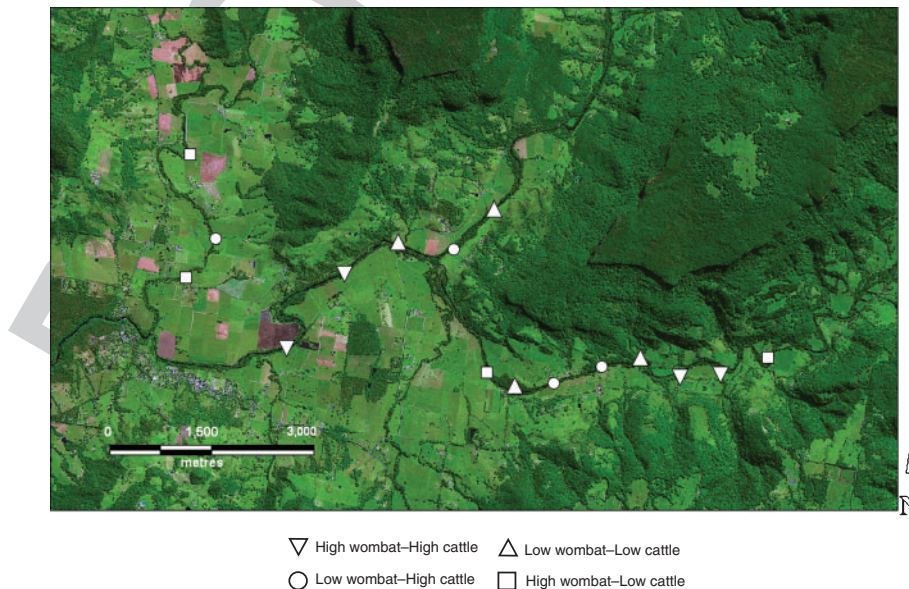 0 1,500 3,000
metres
N
High wombat–High cattle
Low wombat–Low cattle
Low wombat–High cattle
High wombat–Low cattle